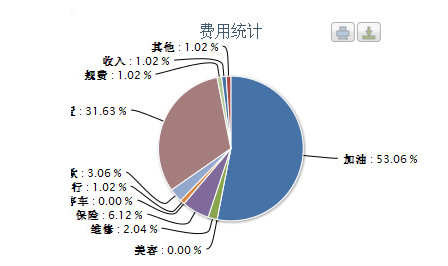 费用统计
其他 : 1.02 %
收入 : 1.02 %
规费 : 1.02 %
: 31.63 %
加油 : 53.06 %
: 3.06 %
行 : 1.02 %
车 : 0.00 %
保险 : 6.12 %
维修 : 2.04 %
美容 : 0.00 %